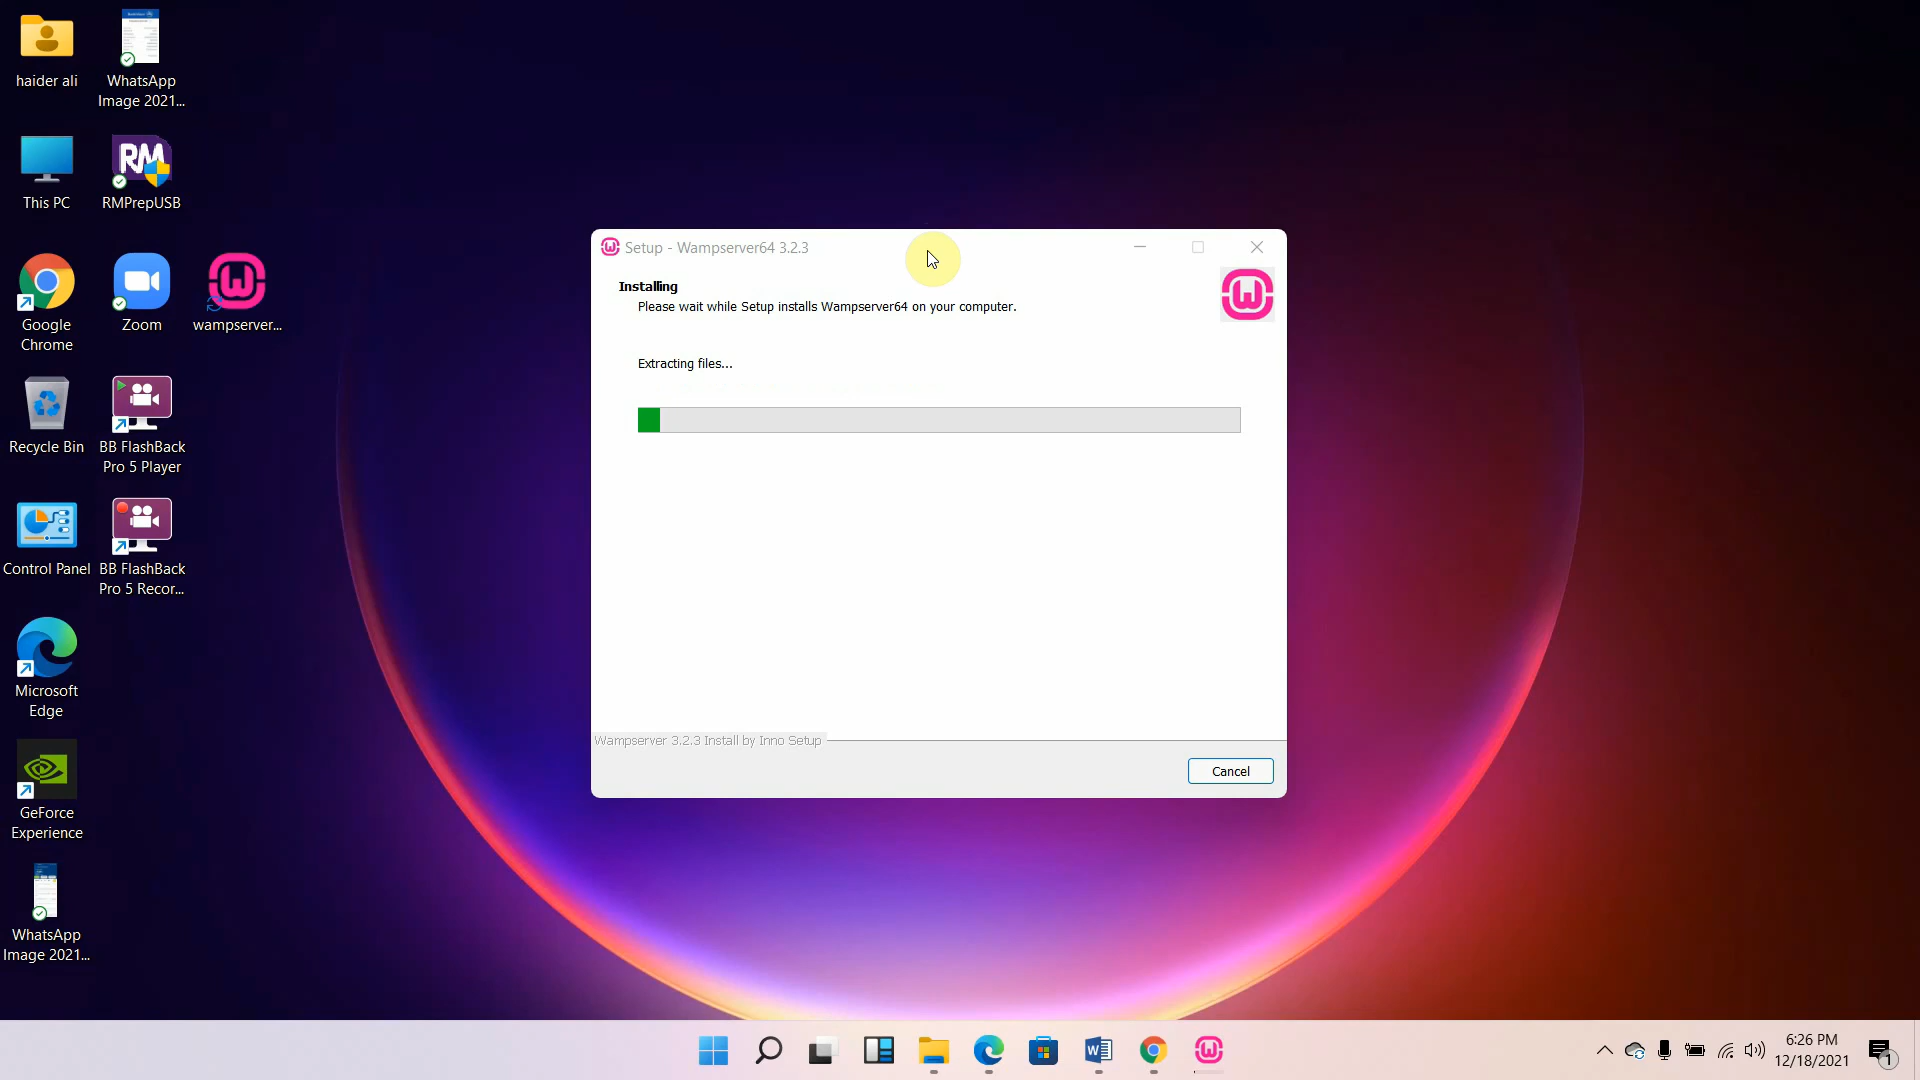 haider ali
WhatsApp
Image 2021...
This PC
RM
RMPrepUSB
Google
Chrome
Zoom
wampserver...
Recycle Bin
BB FlashBack
Pro 5 Player
Control Panel
BB FlashBack
Pro 5 Recor...
Microsoft
Edge
GeForce
Experience
WhatsApp
Image 2021...
Setup - Wampserver64 3.2.3
Installing
Please wait while Setup installs Wampserver64 on your computer.
Extracting files...
Wampserver 3.2.3 Install by Inno Setup
Cancel
6:26 PM
12/18/2021
1